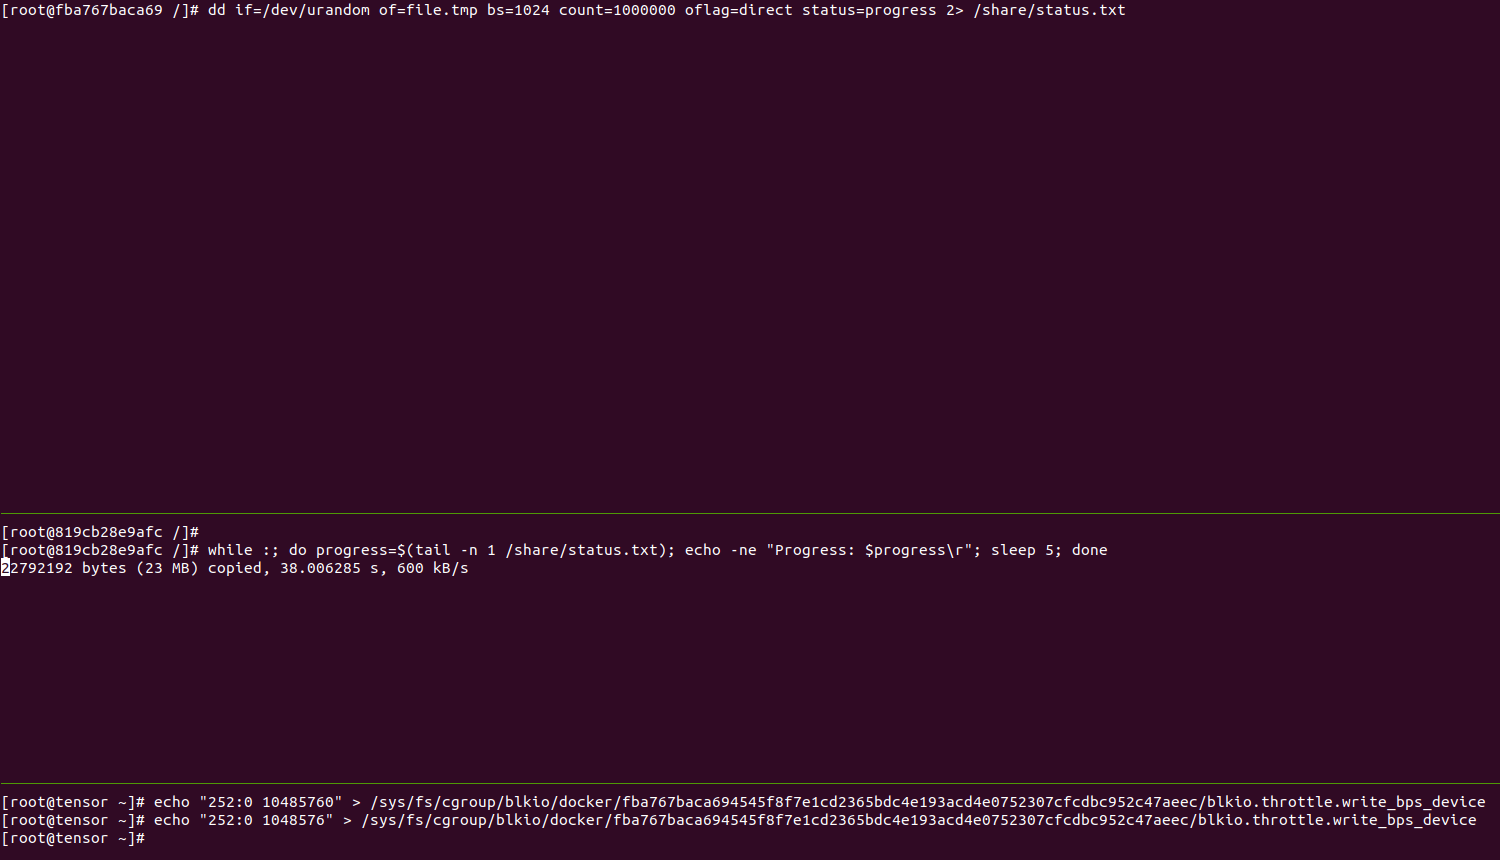 [root@fba767baca69 /]# dd if=/dev/urandom of=file.tmp bs=1024 count=1000000 oflag=direct status=progress 2> /share/status.txt
[root@819cb28e9afc /]#
[root@819cb28e9afc /]# while :; do progress=$(tail -n 1 /share/status.txt); echo -ne "Progress: $progress\r"; sleep 5; done
22792192 bytes (23 MB) copied, 38.006285 s, 600 kB/s
[root@tensor ~]# echo "252:0 10485760" > /sys/fs/cgroup/blkio/docker/fba767baca694545f8f7e1cd2365bdc4e193acd4e0752307cfcdbc952c47aeec/blkio.throttle.write_bps_device
[root@tensor ~]# echo "252:0 1048576" > /sys/fs/cgroup/blkio/docker/fba767baca694545f8f7e1cd2365bdc4e193acd4e0752307cfcdbc952c47aeec/blkio.throttle.write_bps_device
[root@tensor ~]#